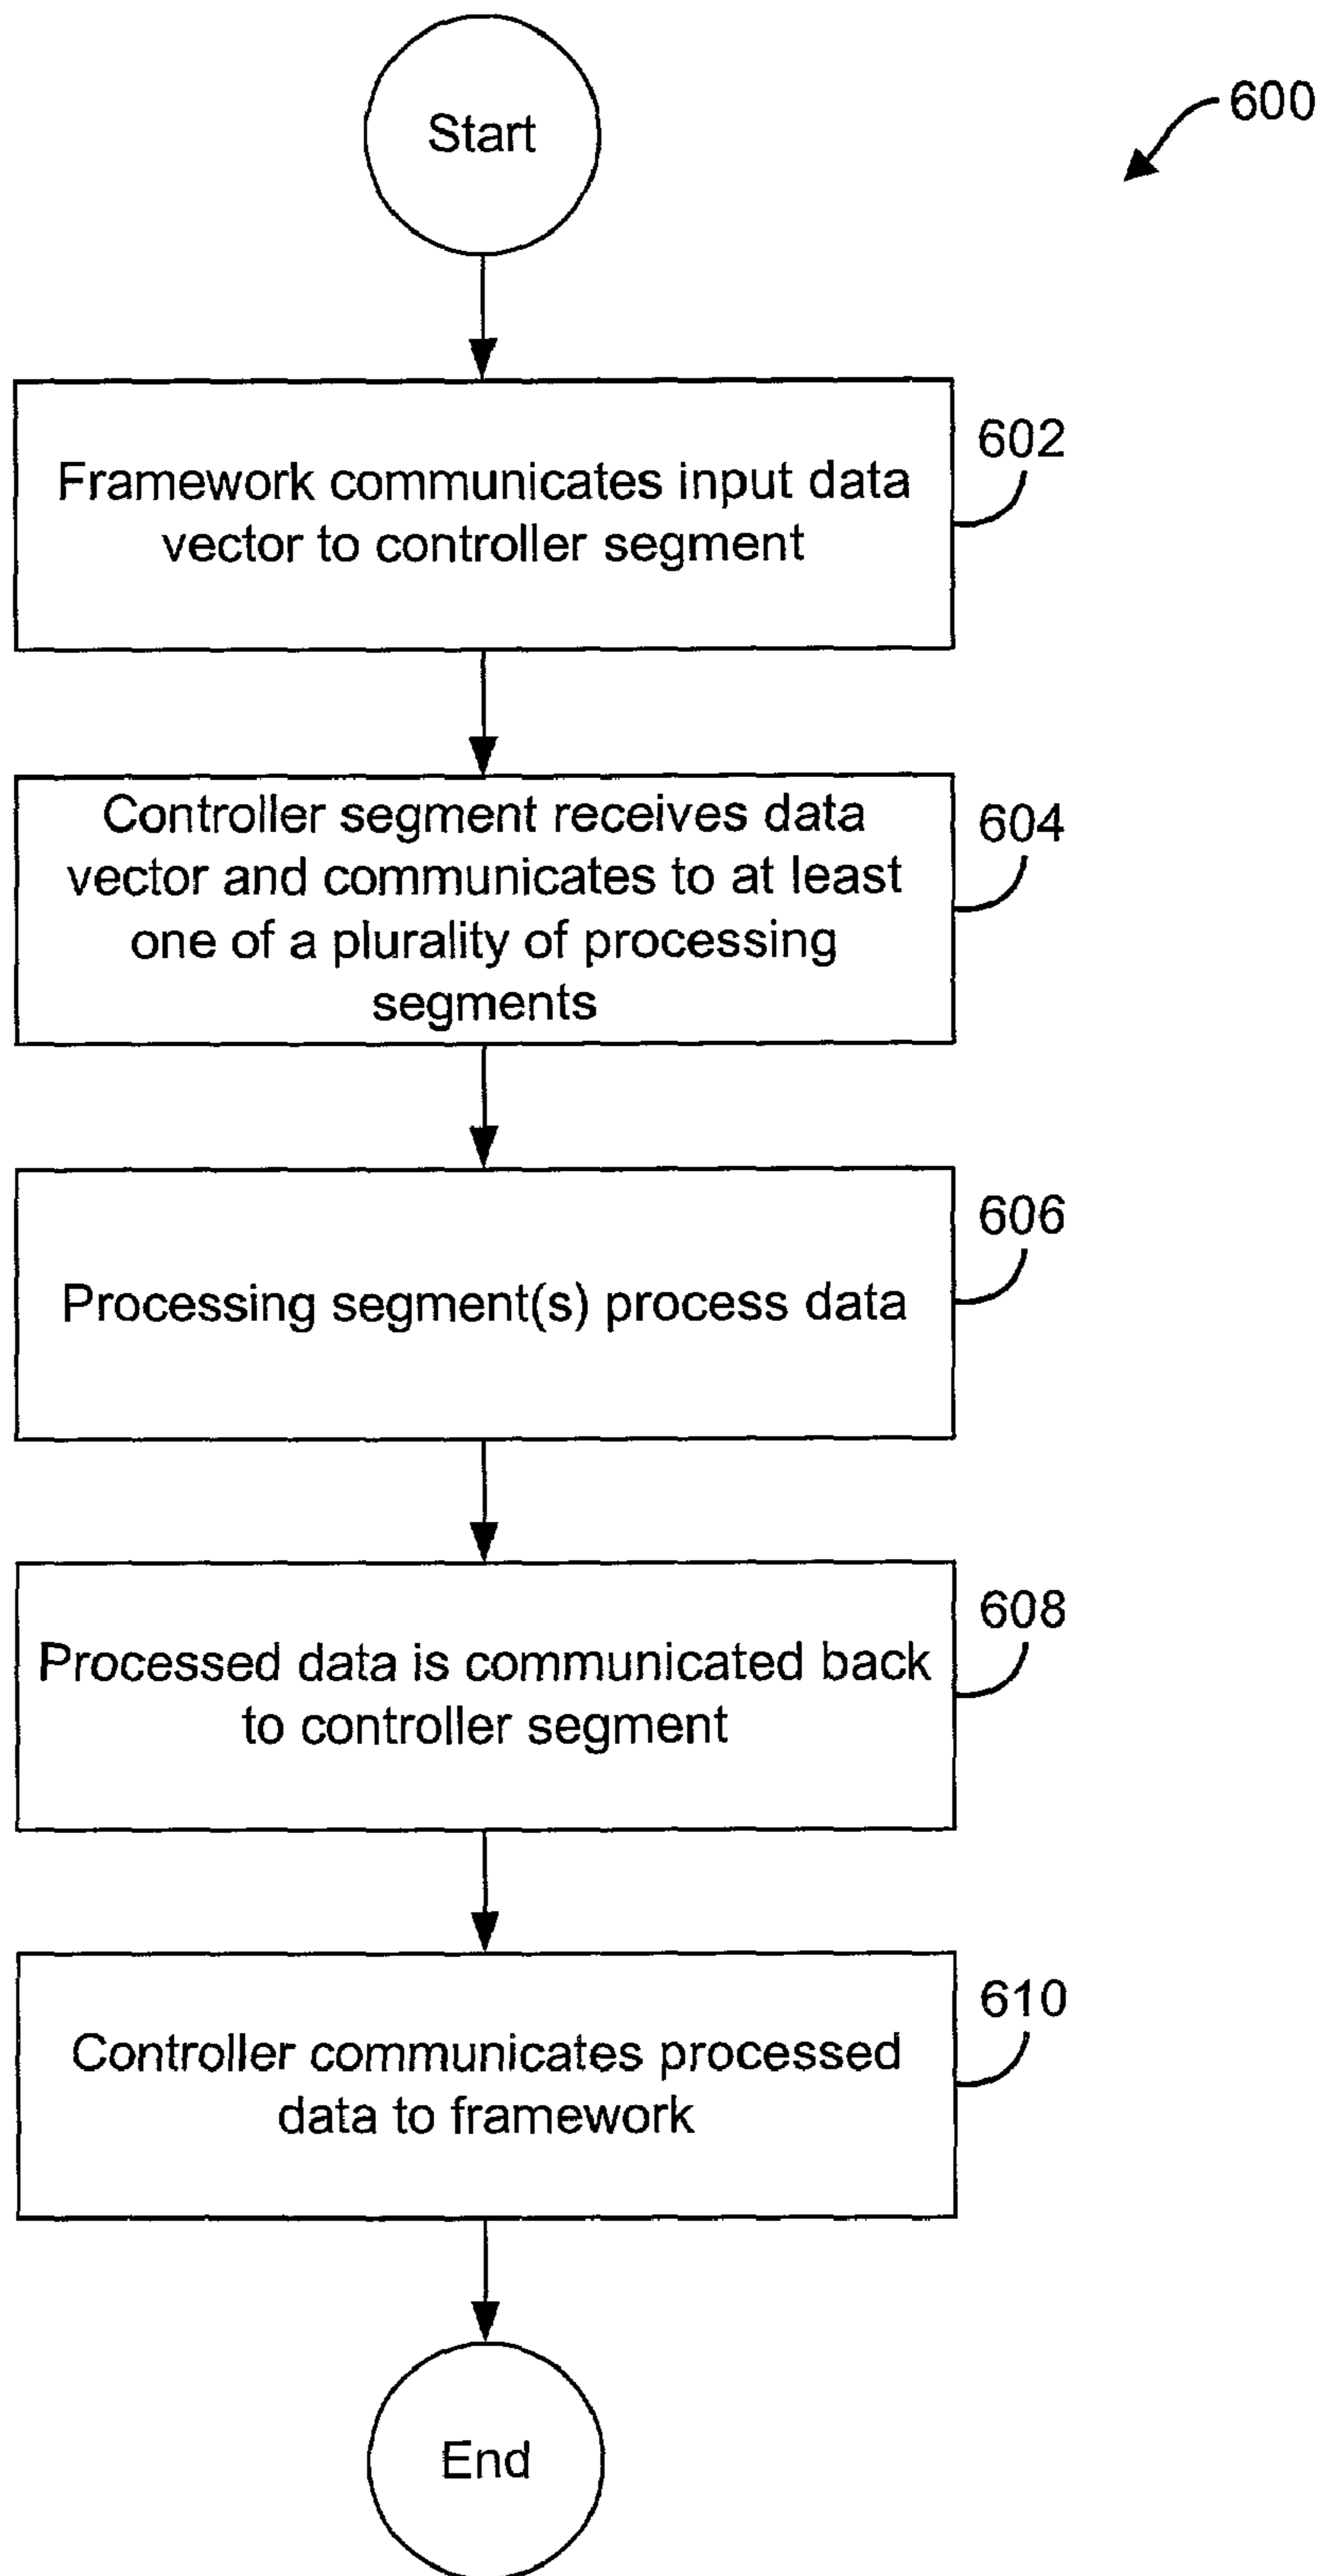 Start
600
Framework communicates input data
vector to controller segment
602
Controller segment receives data
vector and communicates to at least
one of a plurality of processing
segments
604
Processing segment(s) process data
606
Processed data is communicated back
to controller segment
608
Controller communicates processed
data to framework
610
End